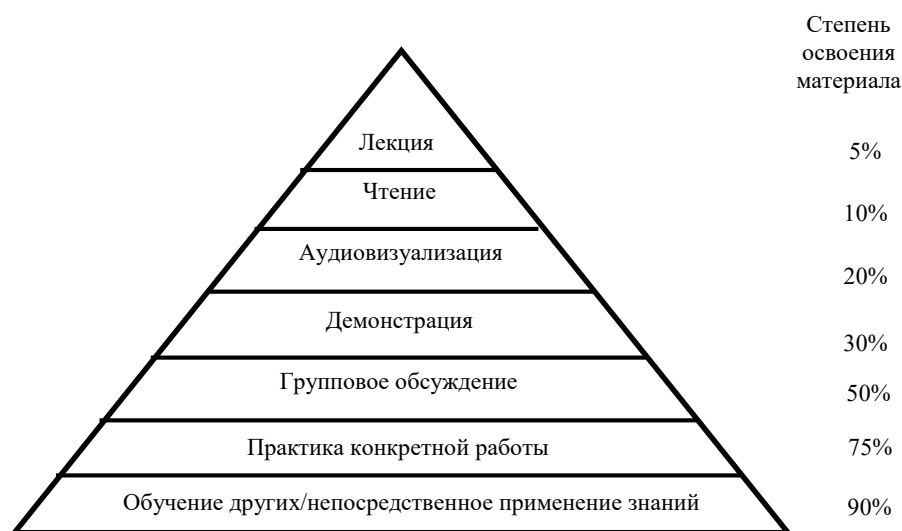 Степень
освоения
материала
Лекция
5%
Чтение
10%
Аудиовизуализация
20%
Демонстрация
30%
Групповое обсуждение
50%
Практика конкретной работы
75%
Обучение других/непосредственное применение знаний
90%